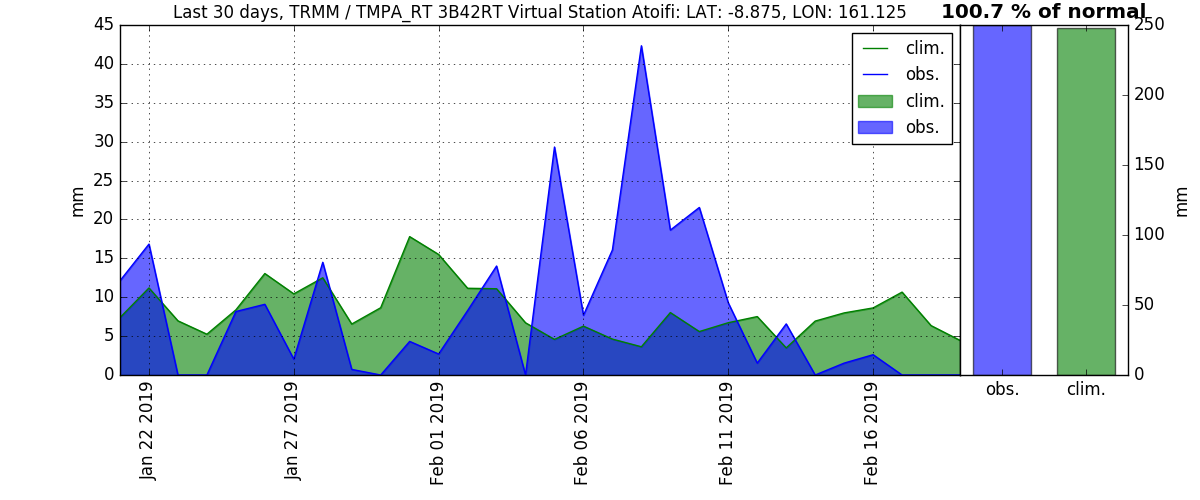 Last 30 days, TRMM / TMPA_RT 3B42RT Virtual Station Atoifi: LAT: -8.875, LON: 161.125
100.7 % of normal
45
40
35
30
25
20
15
10
5
0
mm
clim.
obs.
clim.
obs.
Jan 22 2019
Jan 27 2019
Feb 01 2019
Feb 06 2019
Feb 11 2019
Feb 16 2019
250
200
150
100
50
0
mm
obs.
clim.